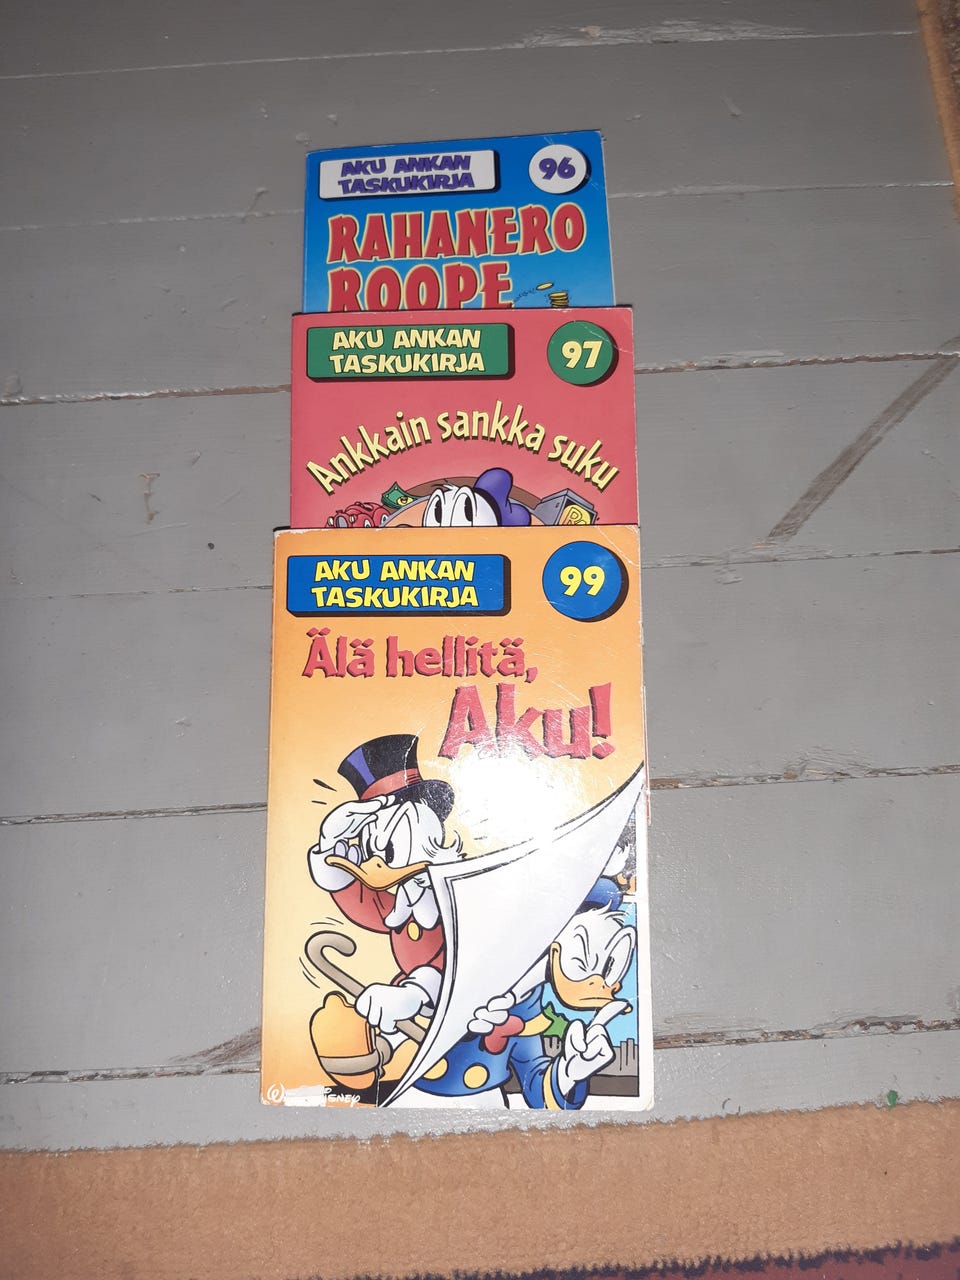 AKU ANKAN
TASKUKIRJA
96
RAHANERO
ROOPE
AKU ANKAN
TASKUKIRJA
97
Ankkain sankka suku
AKU ANKAN
TASKUKIRJA
99
Älä hellitä,
Aku!